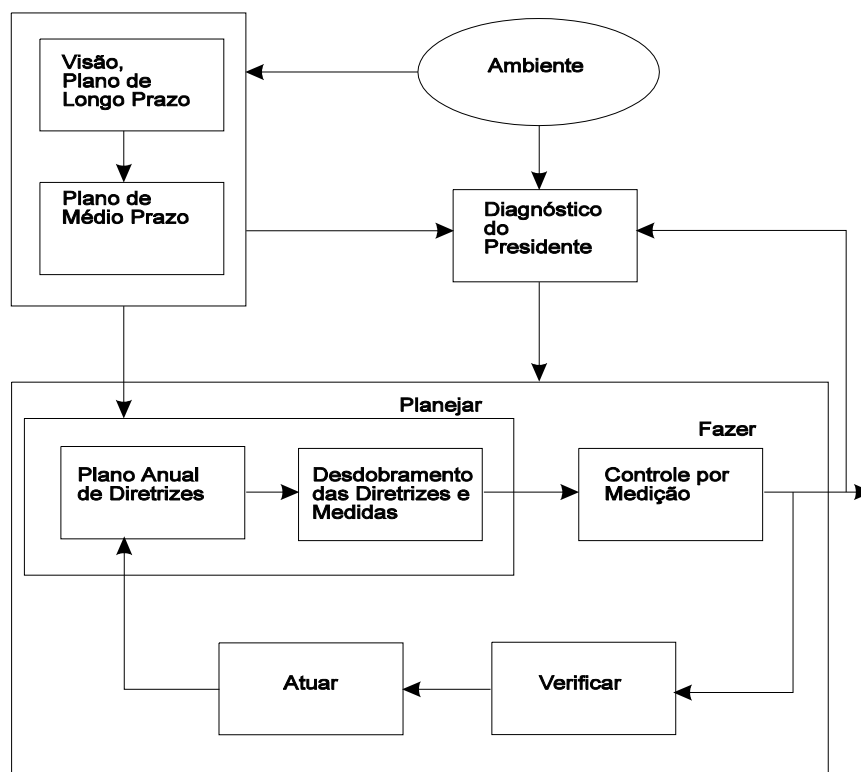 Visão,
Plano de
Longo Prazo
Ambiente
Plano de
Médio Prazo
Diagnóstico
do
Presidente
Planejar
Fazer
Plano Anual
de Diretrizes
Desdobramento
das Diretrizes e
Medidas
Controle por
Medição
Atuar
Verificar